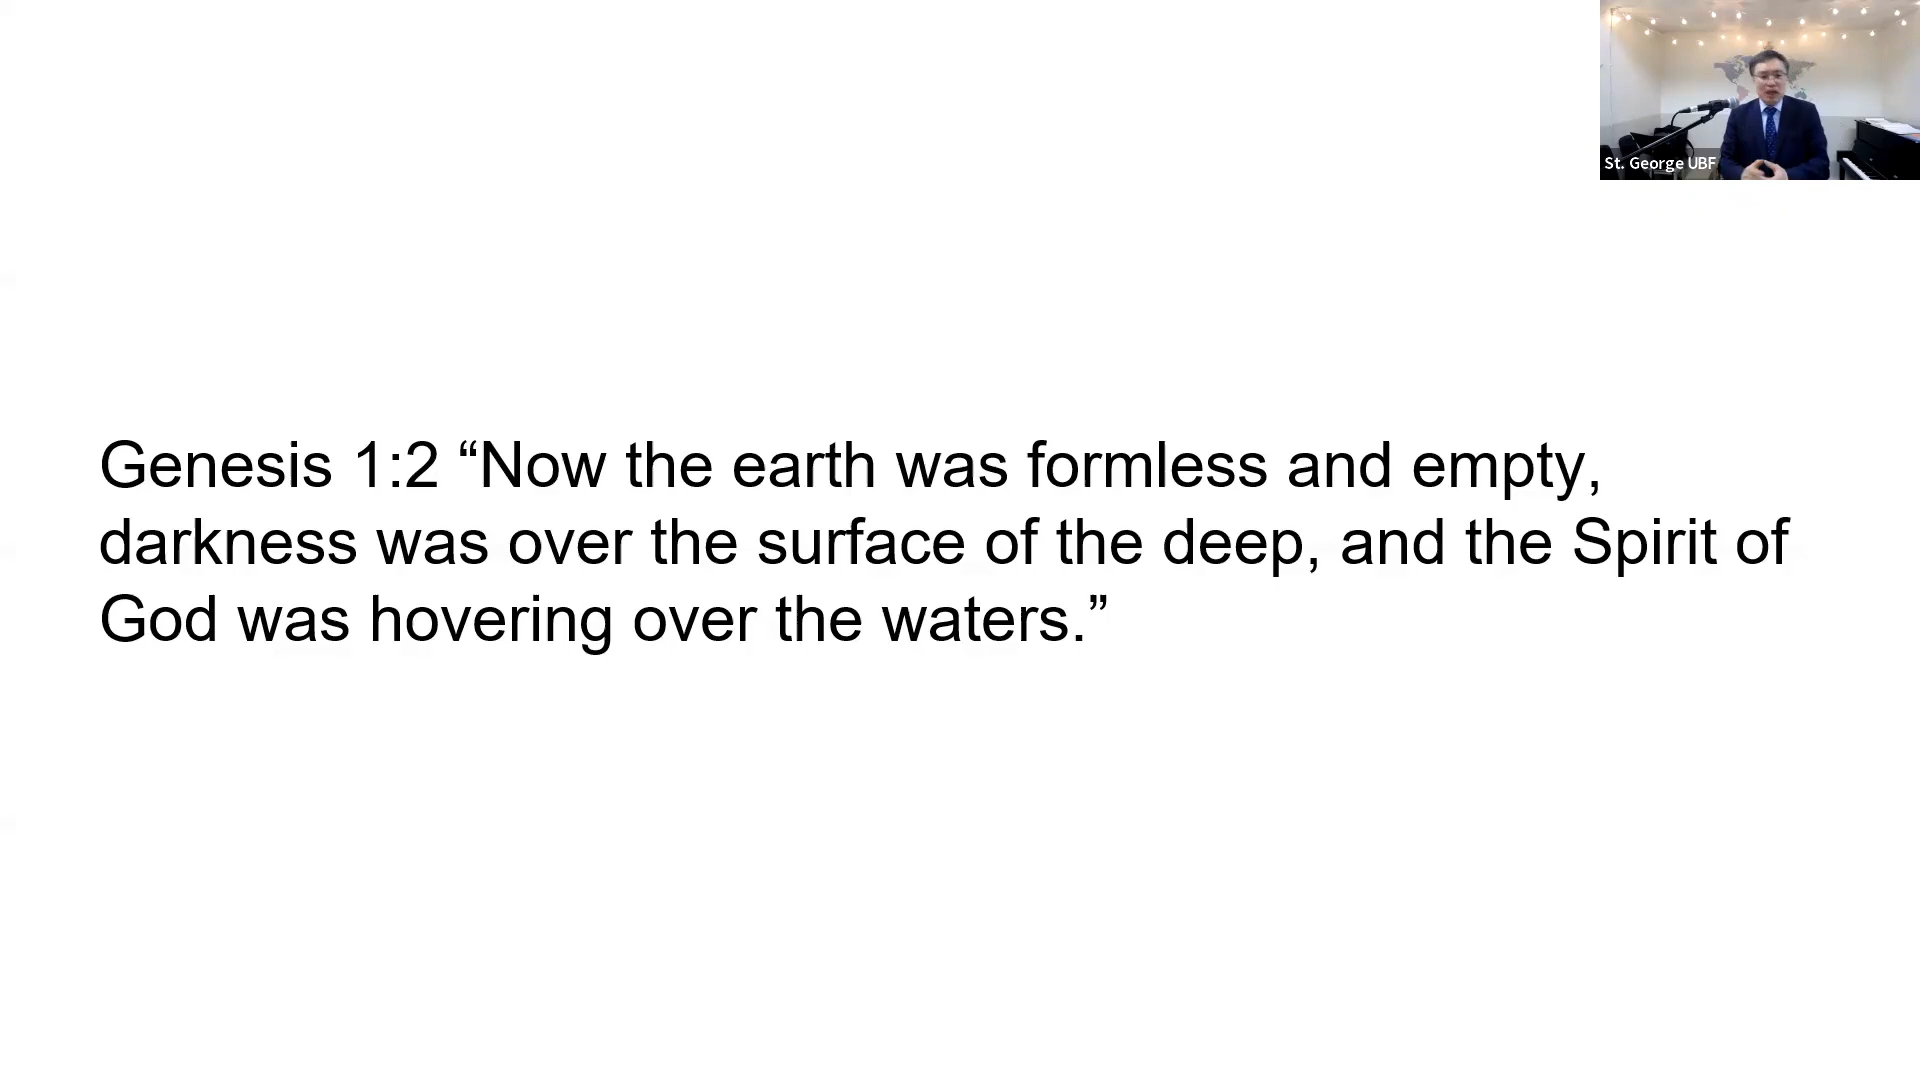 St. George UBF
Genesis 1:2 “Now the earth was formless and empty,
darkness was over the surface of the deep, and the Spirit of
God was hovering over the waters.”